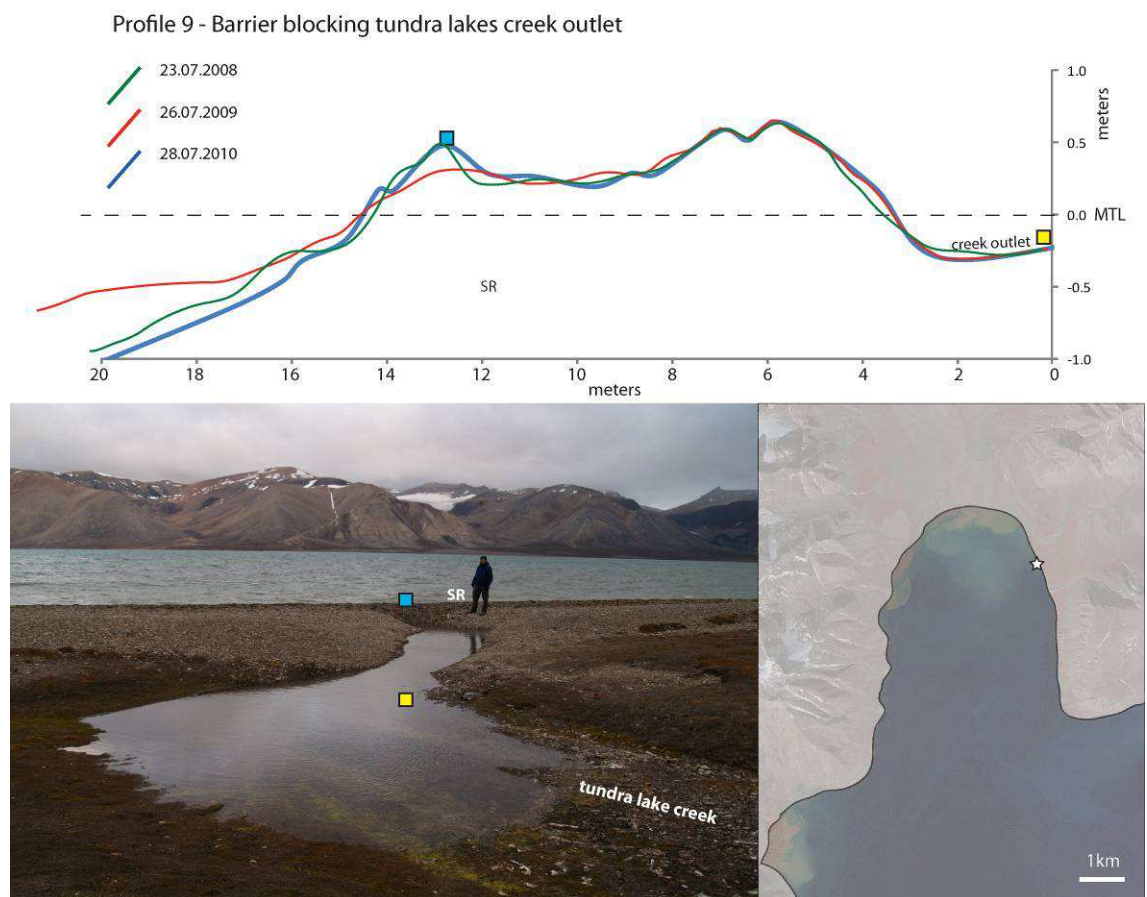 Profile 9 - Barrier blocking tundra lakes creek outlet
23.07.2008
26.07.2009
28.07.2010
1.0
0.5
0.0 MTL
-0.5
-1.0
meters
creek outlet
SR
20 18 16 14 12 10 8 6 4 2 0
meters
SR
tundra lake creek
1km